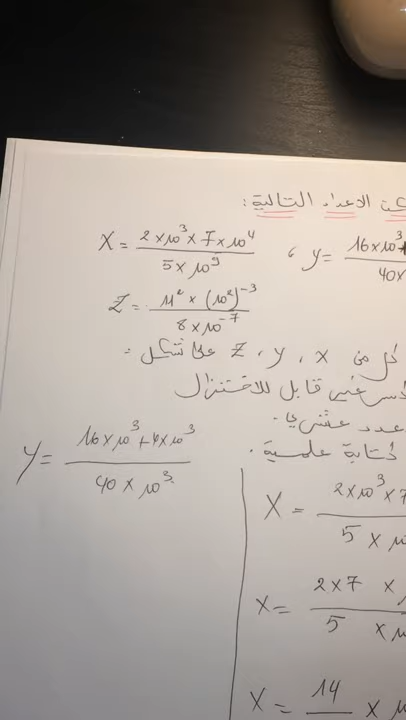 الاعداد التالية:
X = (2×10³×7×10⁴)/(5×10⁹) ، y = 16×10³+ / 40×
Z = (11²×(10²)⁻³)/(8×10⁻⁷)
من x ، y ، Z على شكل :
غير قابل للاختزال
عدد عشري.
كتابة علمية.
y = (16×10³+4×10³)/(40×10³)
X = 2×10³×7 / 5×
X = 2×7 × / 5 ×
X = 14 ×